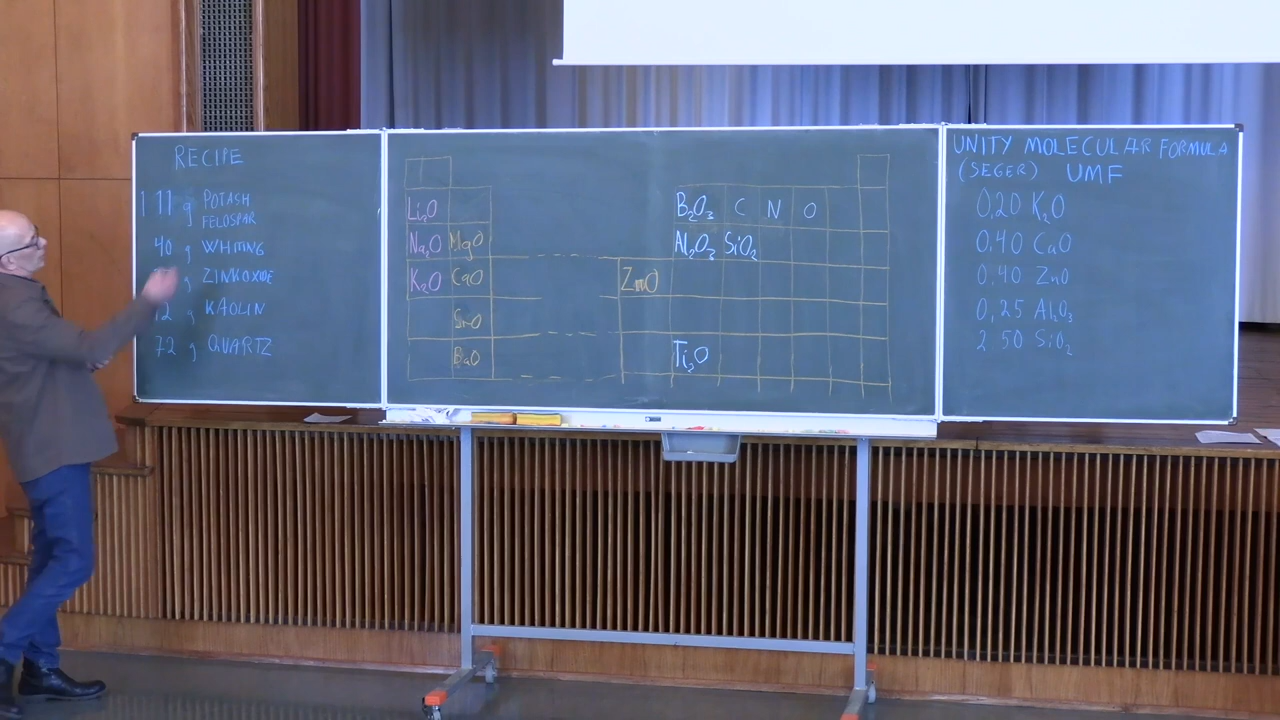 RECIPE
111 g POTASH
FELDSPAR
40 g WHITING
g ZINKOXIDE
12 g KAOLIN
72 g QUARTZ
Li₂O
B₂O₃ C N O
Na₂O MgO
Al₂O₃ SiO₂
K₂O CaO
ZnO
SrO
BaO
Ti₂O
UNITY MOLECULAR FORMULA
(SEGER) UMF
0,20 K₂O
0,40 CaO
0,40 ZnO
0,25 Al₂O₃
2,50 SiO₂